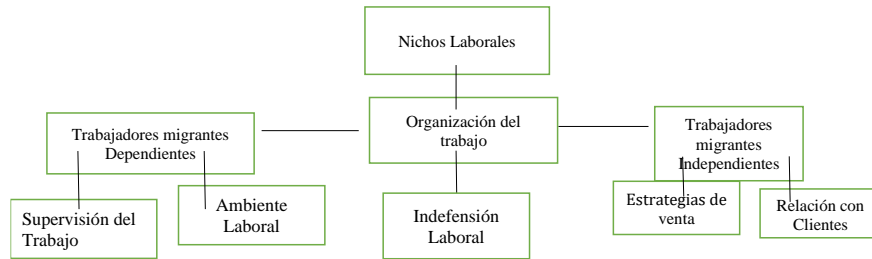 Nichos Laborales
Trabajadores migrantes
Dependientes
Organización del
trabajo
Trabajadores
migrantes
Independientes
Supervisión del
Trabajo
Ambiente
Laboral
Indefensión
Laboral
Estrategias de
venta
Relación con
Clientes